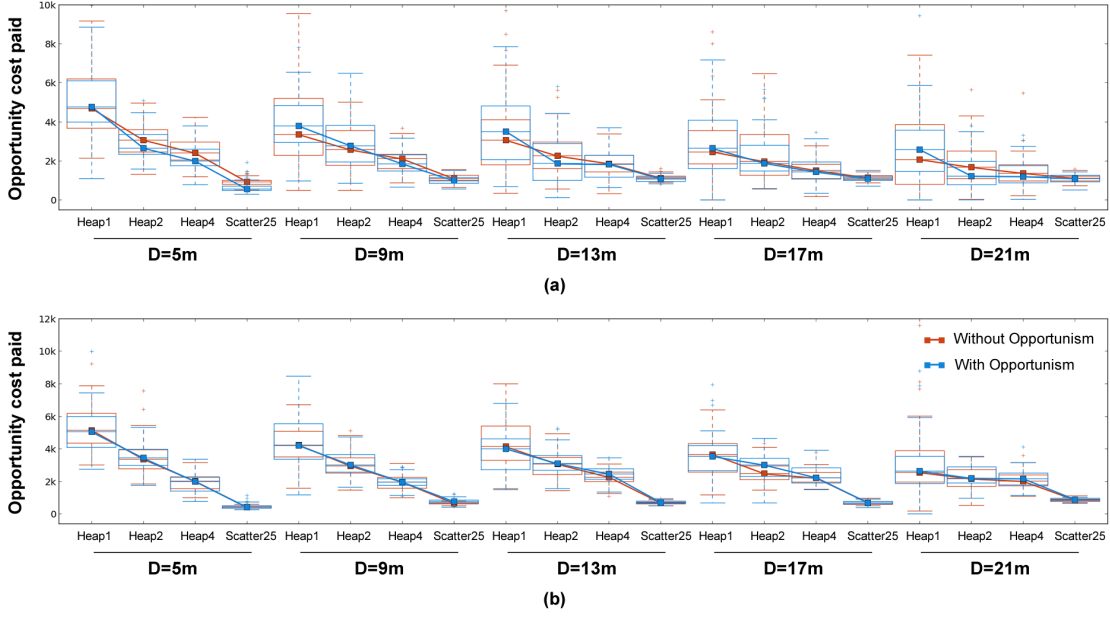 10k
8k
6k
4k
2k
0
Opportunity cost paid
Heap1 Heap2 Heap4 Scatter25 Heap1 Heap2 Heap4 Scatter25 Heap1 Heap2 Heap4 Scatter25 Heap1 Heap2 Heap4 Scatter25 Heap1 Heap2 Heap4 Scatter25
D=5m D=9m D=13m D=17m D=21m
(a)
12k
10k
8k
6k
4k
2k
0
Opportunity cost paid
Without Opportunism
With Opportunism
Heap1 Heap2 Heap4 Scatter25 Heap1 Heap2 Heap4 Scatter25 Heap1 Heap2 Heap4 Scatter25 Heap1 Heap2 Heap4 Scatter25 Heap1 Heap2 Heap4 Scatter25
D=5m D=9m D=13m D=17m D=21m
(b)